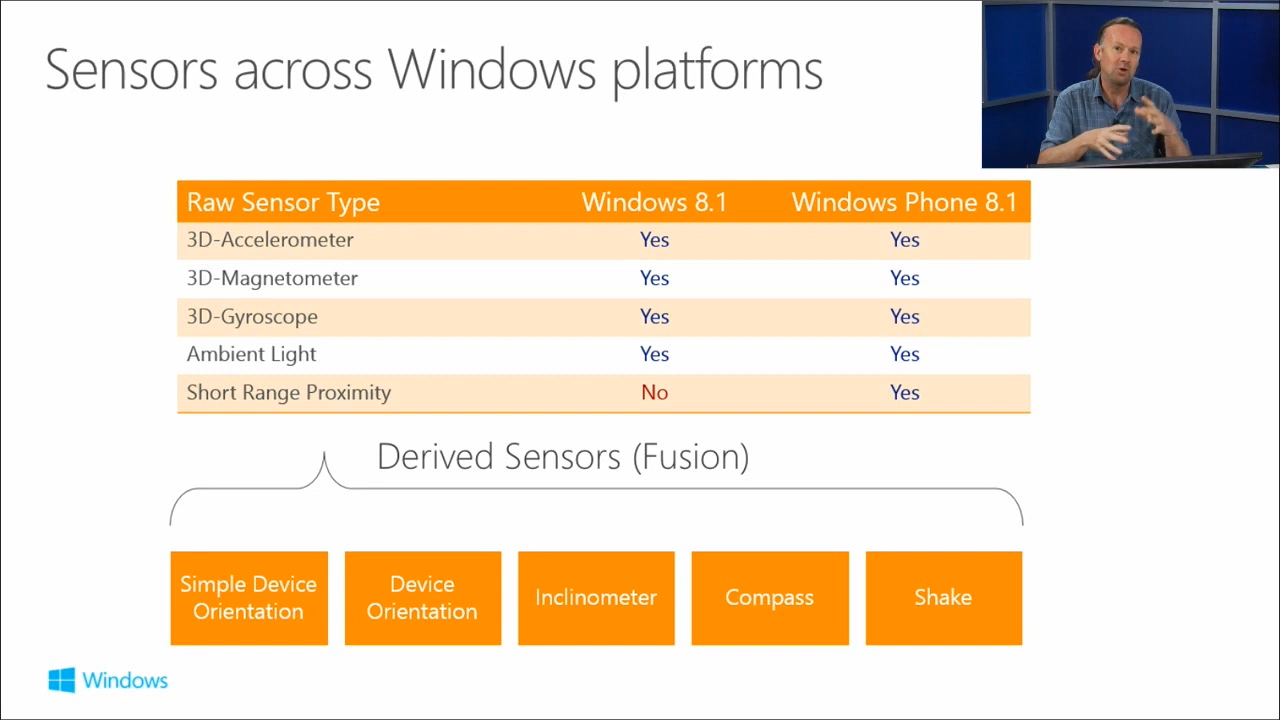 Sensors across Windows platforms
Raw Sensor Type Windows 8.1 Windows Phone 8.1
3D-Accelerometer Yes Yes
3D-Magnetometer Yes Yes
3D-Gyroscope Yes Yes
Ambient Light Yes Yes
Short Range Proximity No Yes
Derived Sensors (Fusion)
Simple Device
Orientation
Device
Orientation
Inclinometer
Compass
Shake
Windows